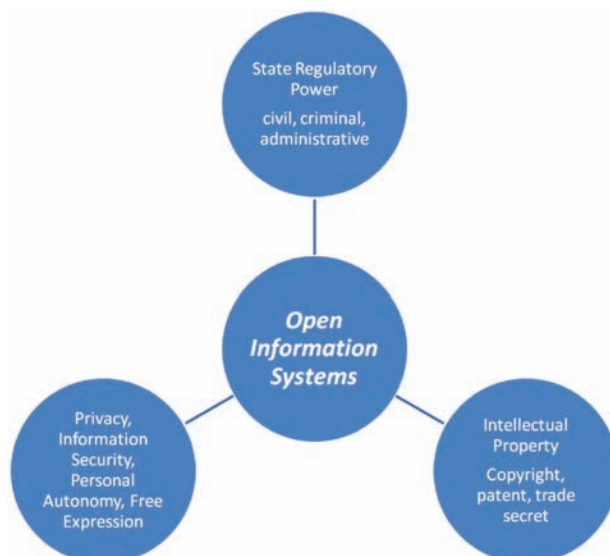 State Regulatory
Power
civil, criminal,
administrative
Open
Information
Systems
Privacy,
Information
Security,
Personal
Autonomy, Free
Expression
Intellectual
Property
Copyright,
patent, trade
secret